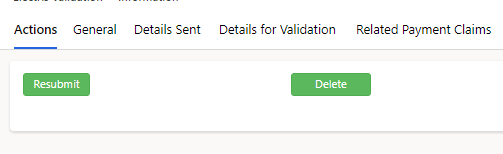 Actions General Details Sent Details for Validation Related Payment Claims
Resubmit Delete